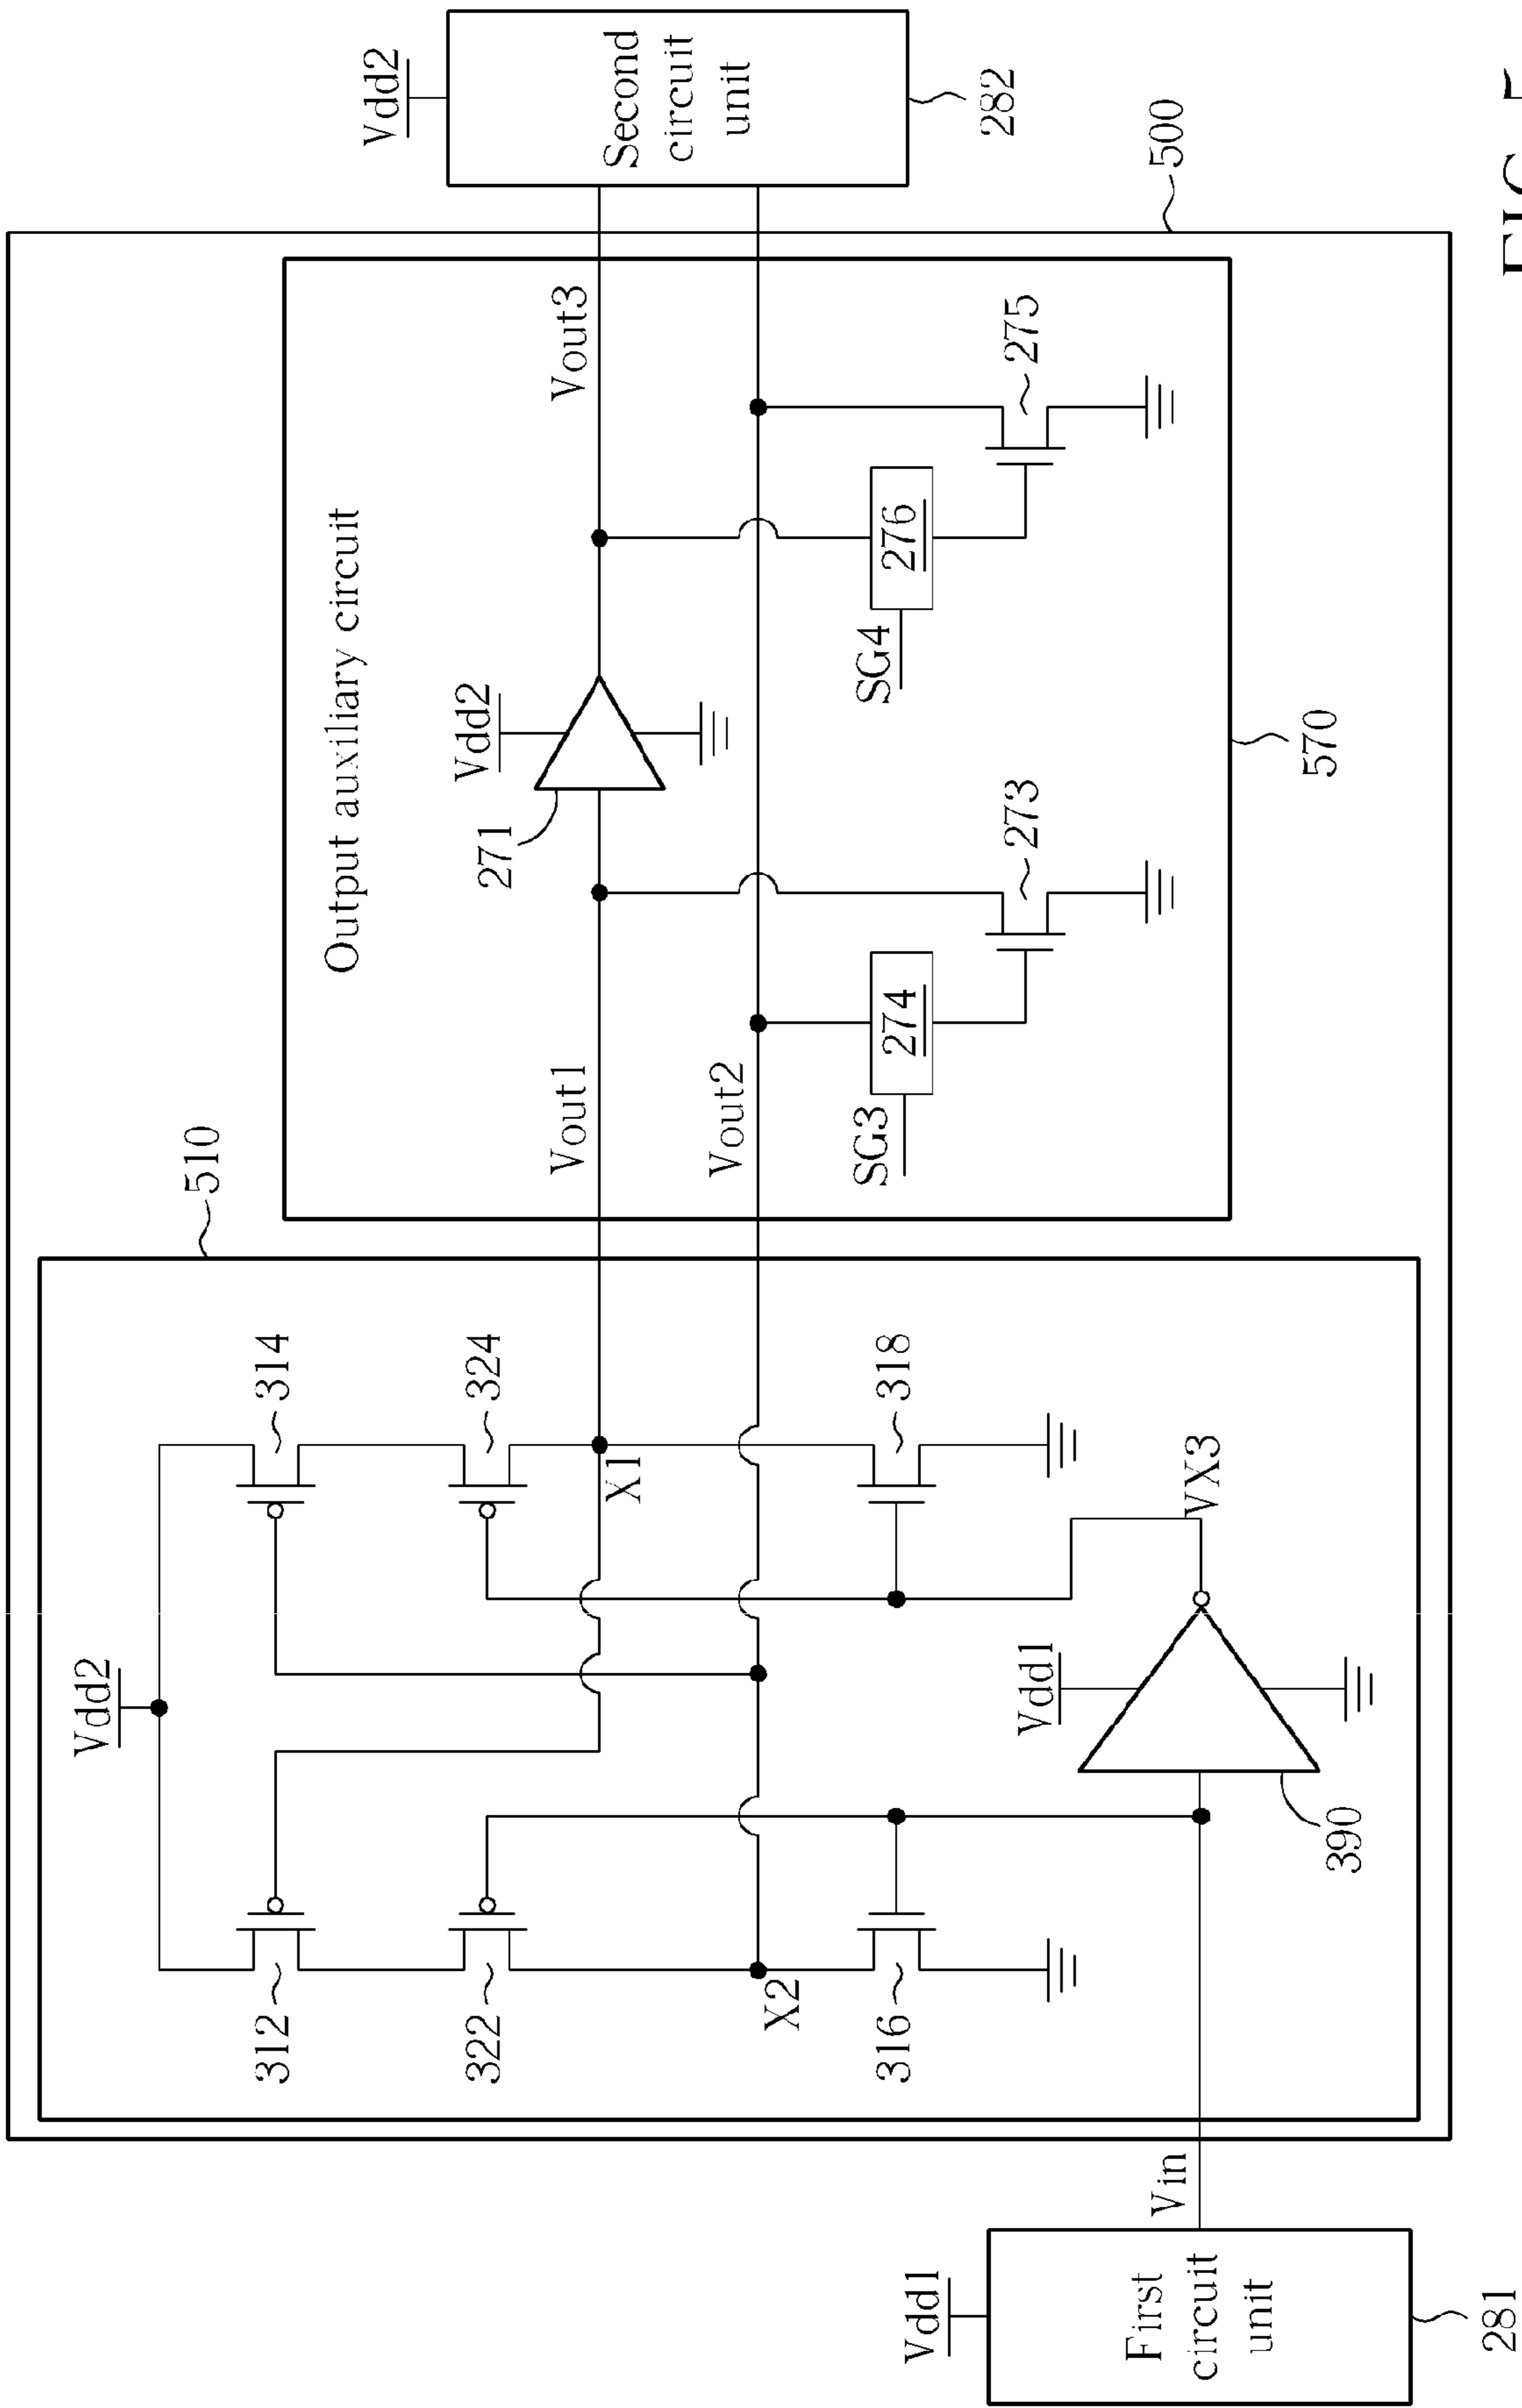 510
Vdd2
312
314
322
324
X1
X2
316
318
Vdd1
VX3
390
Vdd1
First
circuit
unit
281
Vin
Output auxiliary circuit
Vout1
Vout2
271
Vdd2
Vout3
SG3
274
273
SG4
276
275
570
500
Vdd2
Second
circuit
unit
282